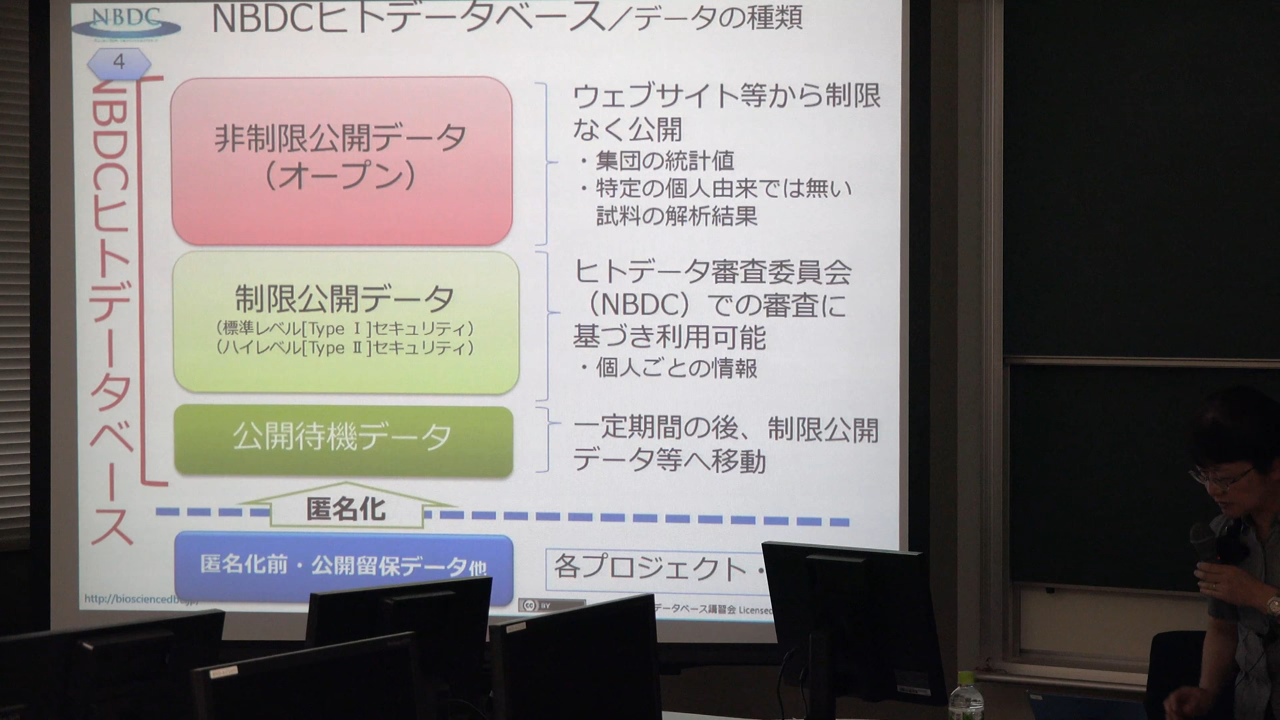 NBDC
NBDCヒトデータベース／データの種類
4
NBDCヒトデータベース
非制限公開データ
（オープン）
ウェブサイト等から制限
なく公開
・集団の統計値
・特定の個人由来では無い
試料の解析結果
制限公開データ
（標準レベル[Type Ⅰ]セキュリティ）
（ハイレベル[Type Ⅱ]セキュリティ）
ヒトデータ審査委員会
（NBDC）での審査に
基づき利用可能
・個人ごとの情報
公開待機データ
一定期間の後、制限公開
データ等へ移動
匿名化
匿名化前・公開留保データ他
各プロジェクト・
cc BY
データベース講習会 Licensed